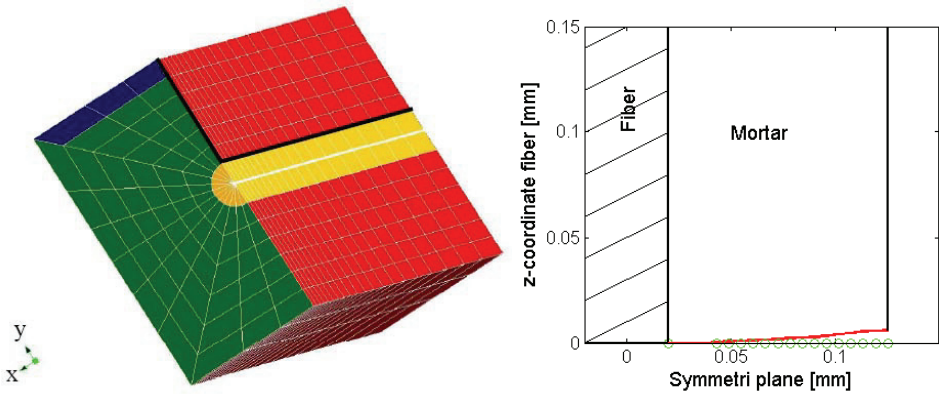 y
x
0.15
0.1
0.05
0
z-coordinate fiber [mm]
Fiber
Mortar
0
0.05
0.1
Symmetri plane [mm]